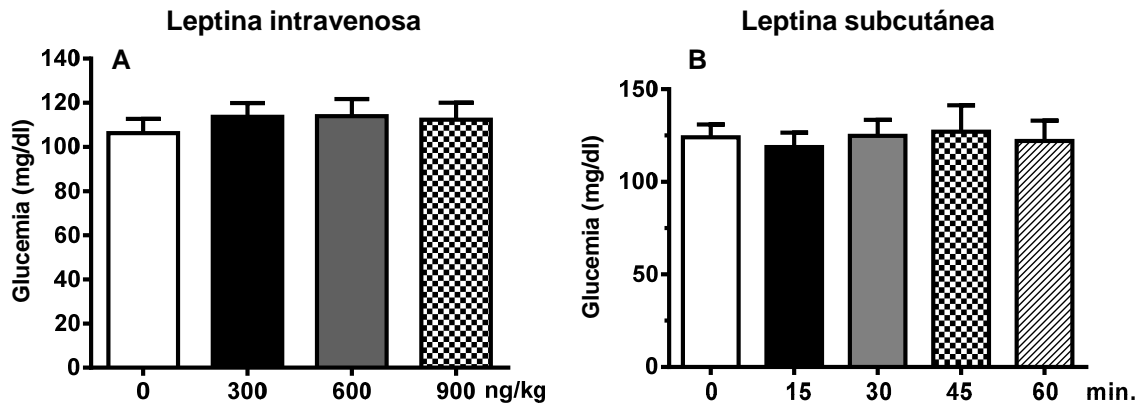 Leptina intravenosa
A
Glucemia (mg/dl)
140
120
100
80
60
40
20
0
0 300 600 900 ng/kg
Leptina subcutánea
B
Glucemia (mg/dl)
150
100
50
0
0 15 30 45 60 min.